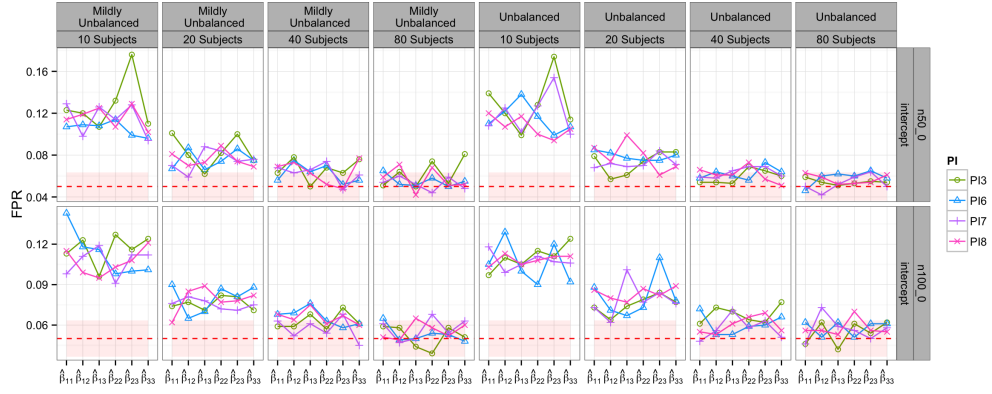 Mildly
Unbalanced
Mildly
Unbalanced
Mildly
Unbalanced
Mildly
Unbalanced
Unbalanced
Unbalanced
Unbalanced
Unbalanced
10 Subjects
20 Subjects
40 Subjects
80 Subjects
10 Subjects
20 Subjects
40 Subjects
80 Subjects
0.16
0.12
0.08
0.04
n50_0
intercept
FPR
PI
PI3
PI6
PI7
PI8
0.12
0.09
0.06
n100_0
intercept
β̂11 β̂12 β̂13 β̂22 β̂23 β̂33
β̂11 β̂12 β̂13 β̂22 β̂23 β̂33
β̂11 β̂12 β̂13 β̂22 β̂23 β̂33
β̂11 β̂12 β̂13 β̂22 β̂23 β̂33
β̂11 β̂12 β̂13 β̂22 β̂23 β̂33
β̂11 β̂12 β̂13 β̂22 β̂23 β̂33
β̂11 β̂12 β̂13 β̂22 β̂23 β̂33
β̂11 β̂12 β̂13 β̂22 β̂23 β̂33